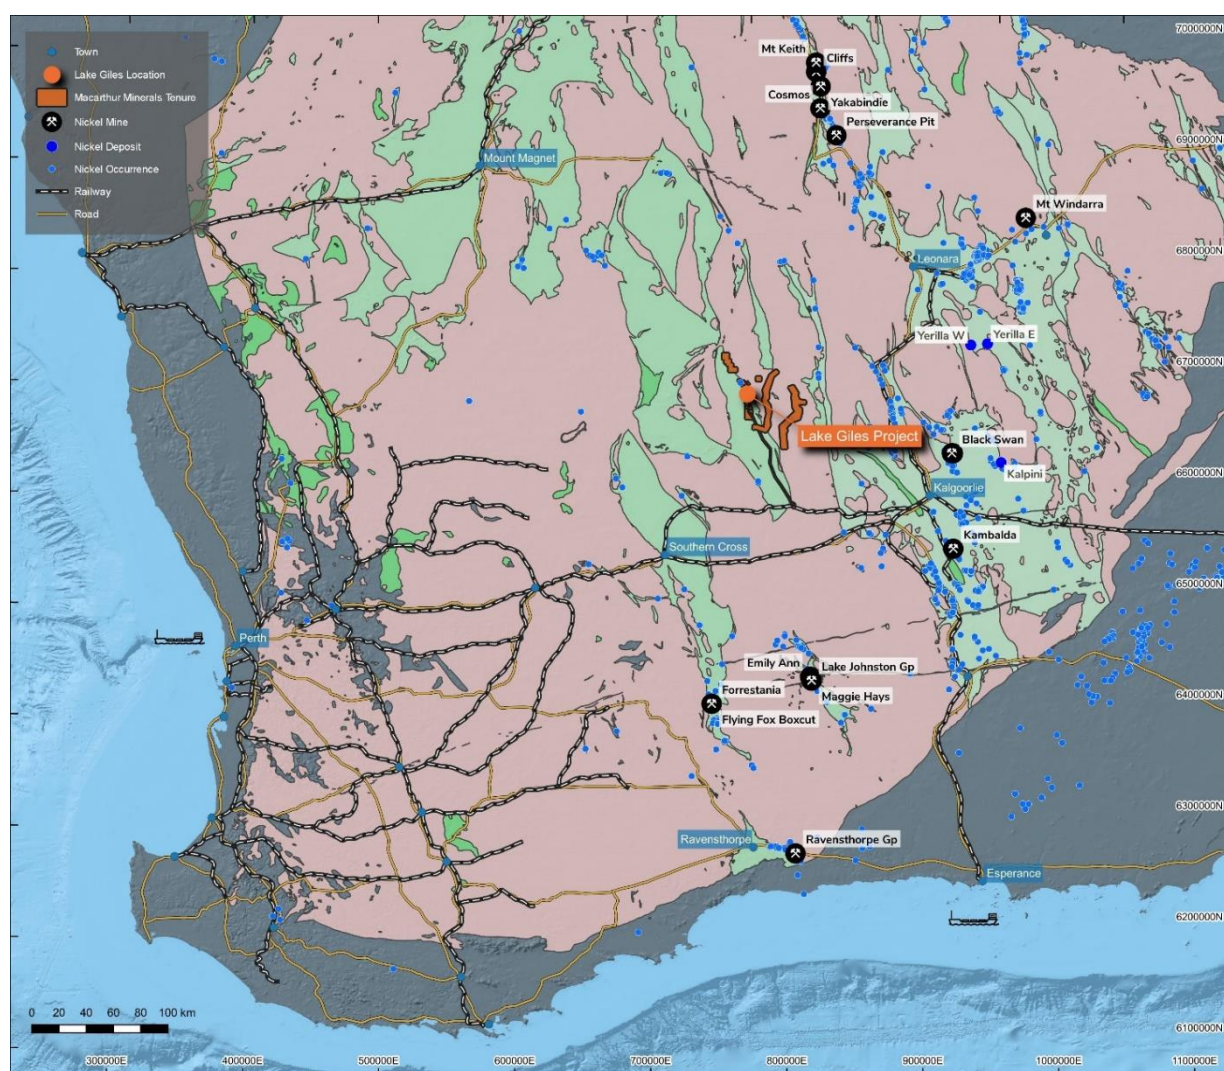 Town
Lake Giles Location
Macarthur Minerals Tenure
Nickel Mine
Nickel Deposit
Nickel Occurrence
Railway
Road
7000000N
Mt Keith
Cliffs
Cosmos
Yakabindie
Perseverance Pit
6900000N
Mount Magnet
Mt Windarra
6800000N
Leonara
Yerilla W
Yerilla E
6700000N
Lake Giles Project
Black Swan
Kalpini
6600000N
Kalgoorlie
Southern Cross
Kambalda
6500000N
Perth
Emily Ann
Lake Johnston Gp
Forrestania
Maggie Hays
6400000N
Flying Fox Boxcut
6300000N
Ravensthorpe
Ravensthorpe Gp
Esperance
6200000N
0 20 40 60 80 100 km
6100000N
300000E
400000E
500000E
600000E
700000E
800000E
900000E
1000000E
1100000E